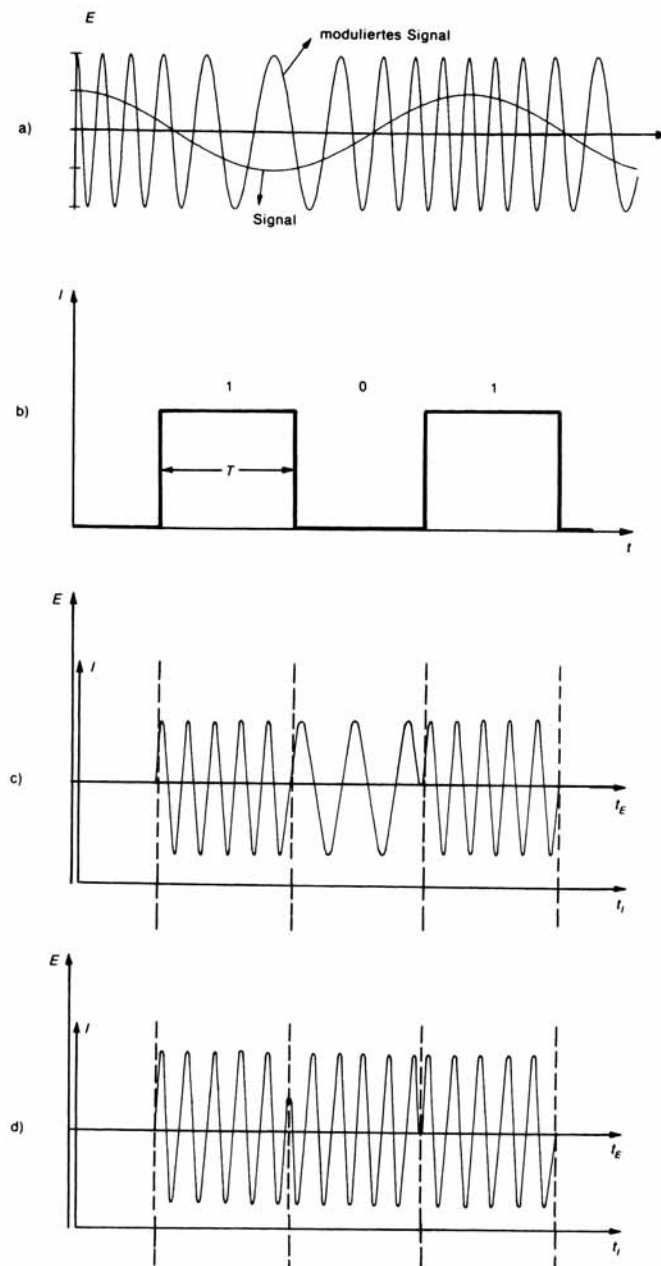 E
moduliertes Signal
a)
Signal
I
1 0 1
b)
T
t
E
I
c)
t_E
t_I
E
I
d)
t_E
t_I